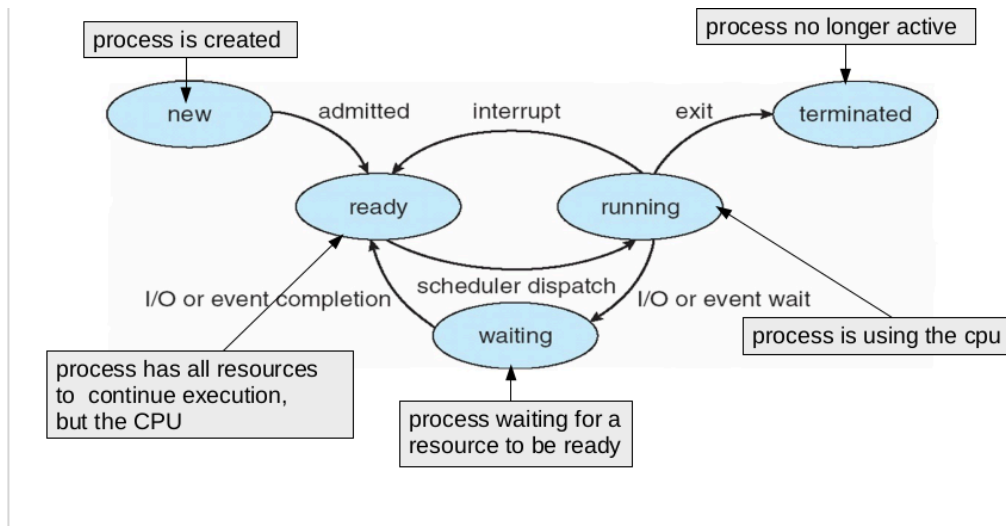 process is created
process no longer active
new
admitted
interrupt
exit
terminated
ready
running
scheduler dispatch
I/O or event completion
I/O or event wait
waiting
process is using the cpu
process has all resources
to  continue execution,
but the CPU
process waiting for a
resource to be ready